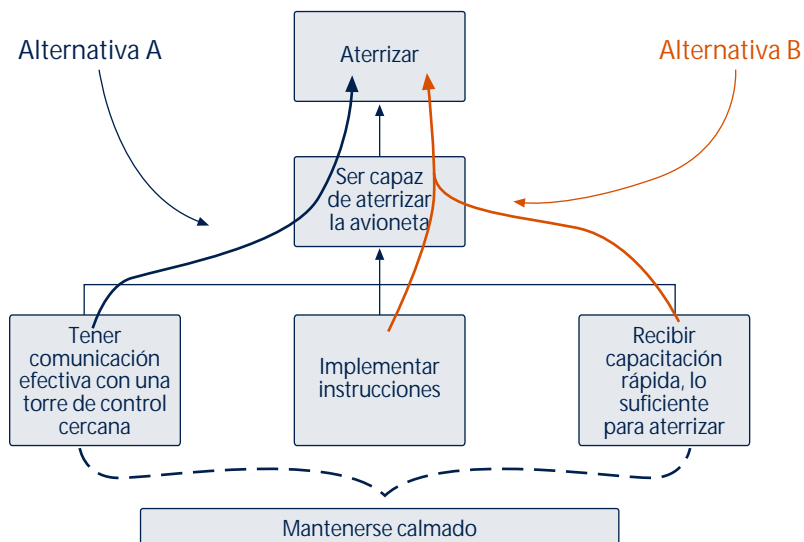 Alternativa A
Aterrizar
Alternativa B
Ser capaz
de aterrizar
la avioneta
Tener
comunicación
efectiva con una
torre de control
cercana
Implementar
instrucciones
Recibir
capacitación
rápida, lo
suficiente
para aterrizar
Mantenerse calmado